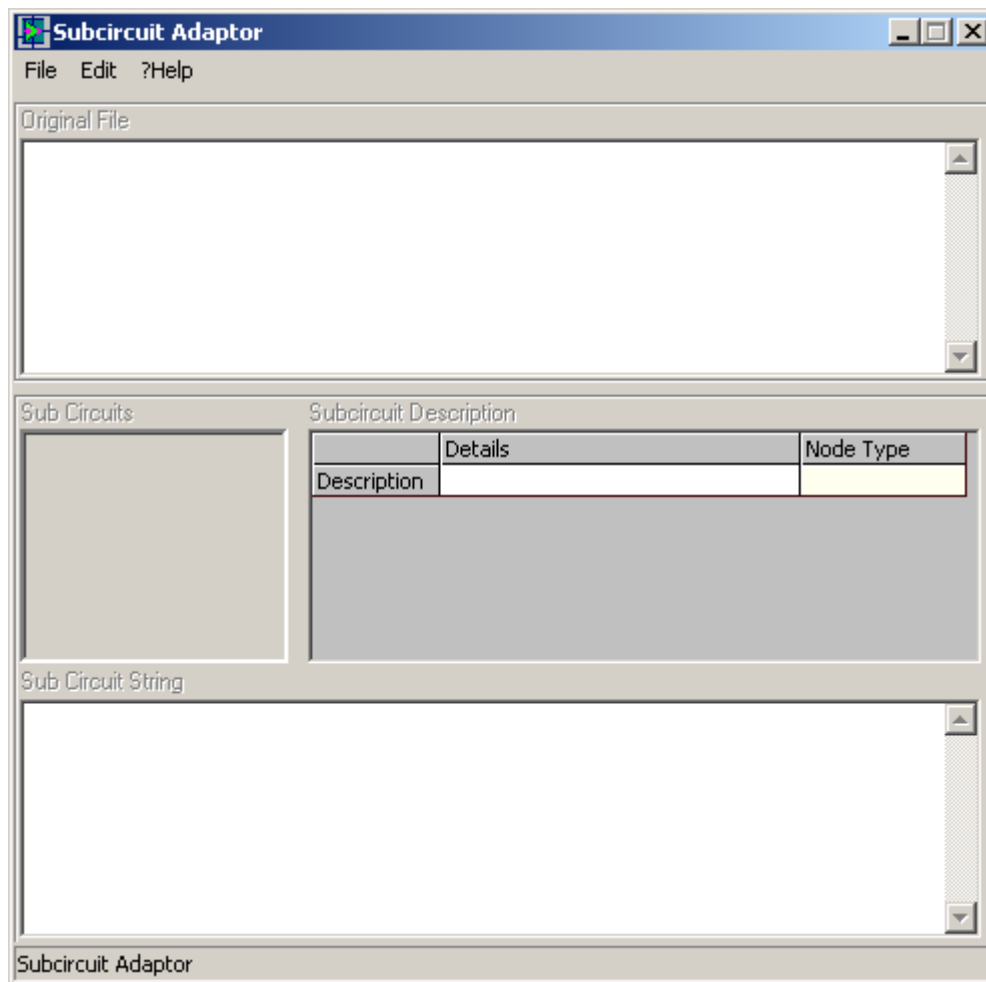 Subcircuit Adaptor
File Edit ?Help
Original File
Sub Circuits
Subcircuit Description
Details Node Type
Description
Sub Circuit String
Subcircuit Adaptor